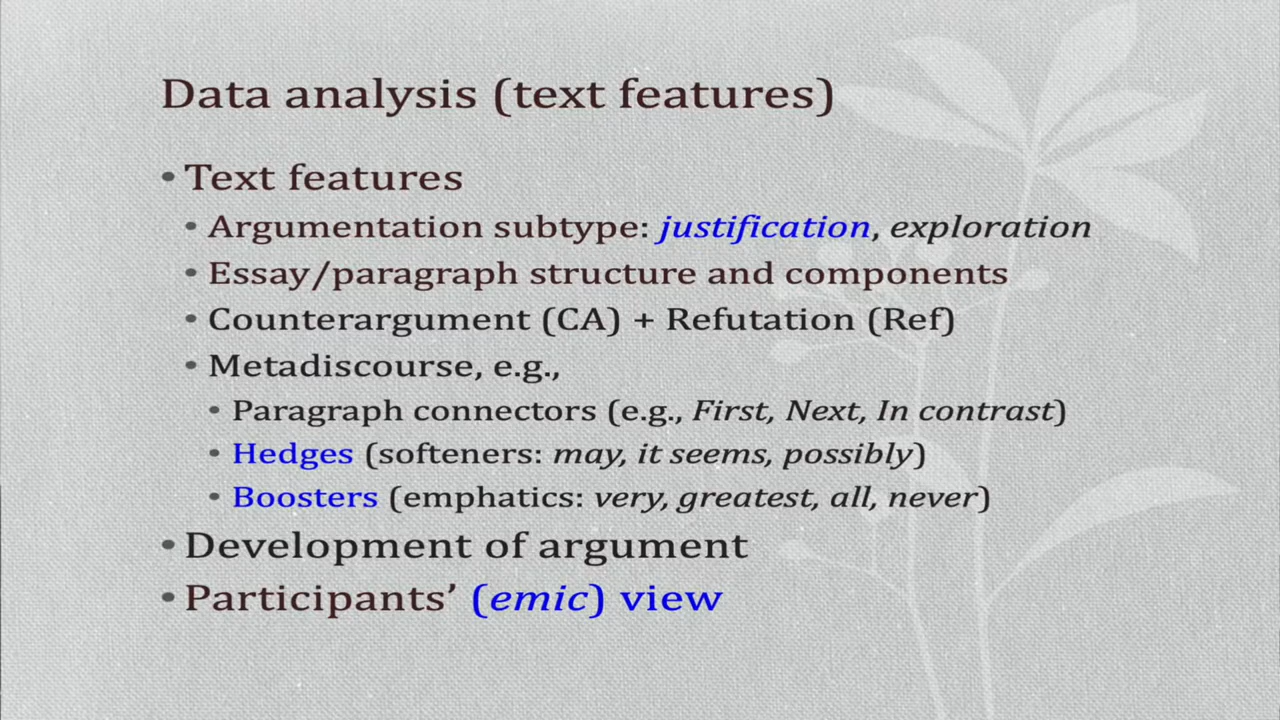 Data analysis (text features)
• Text features
• Argumentation subtype: justification, exploration
• Essay/paragraph structure and components
• Counterargument (CA) + Refutation (Ref)
• Metadiscourse, e.g.,
• Paragraph connectors (e.g., First, Next, In contrast)
• Hedges (softeners: may, it seems, possibly)
• Boosters (emphatics: very, greatest, all, never)
• Development of argument
• Participants’ (emic) view